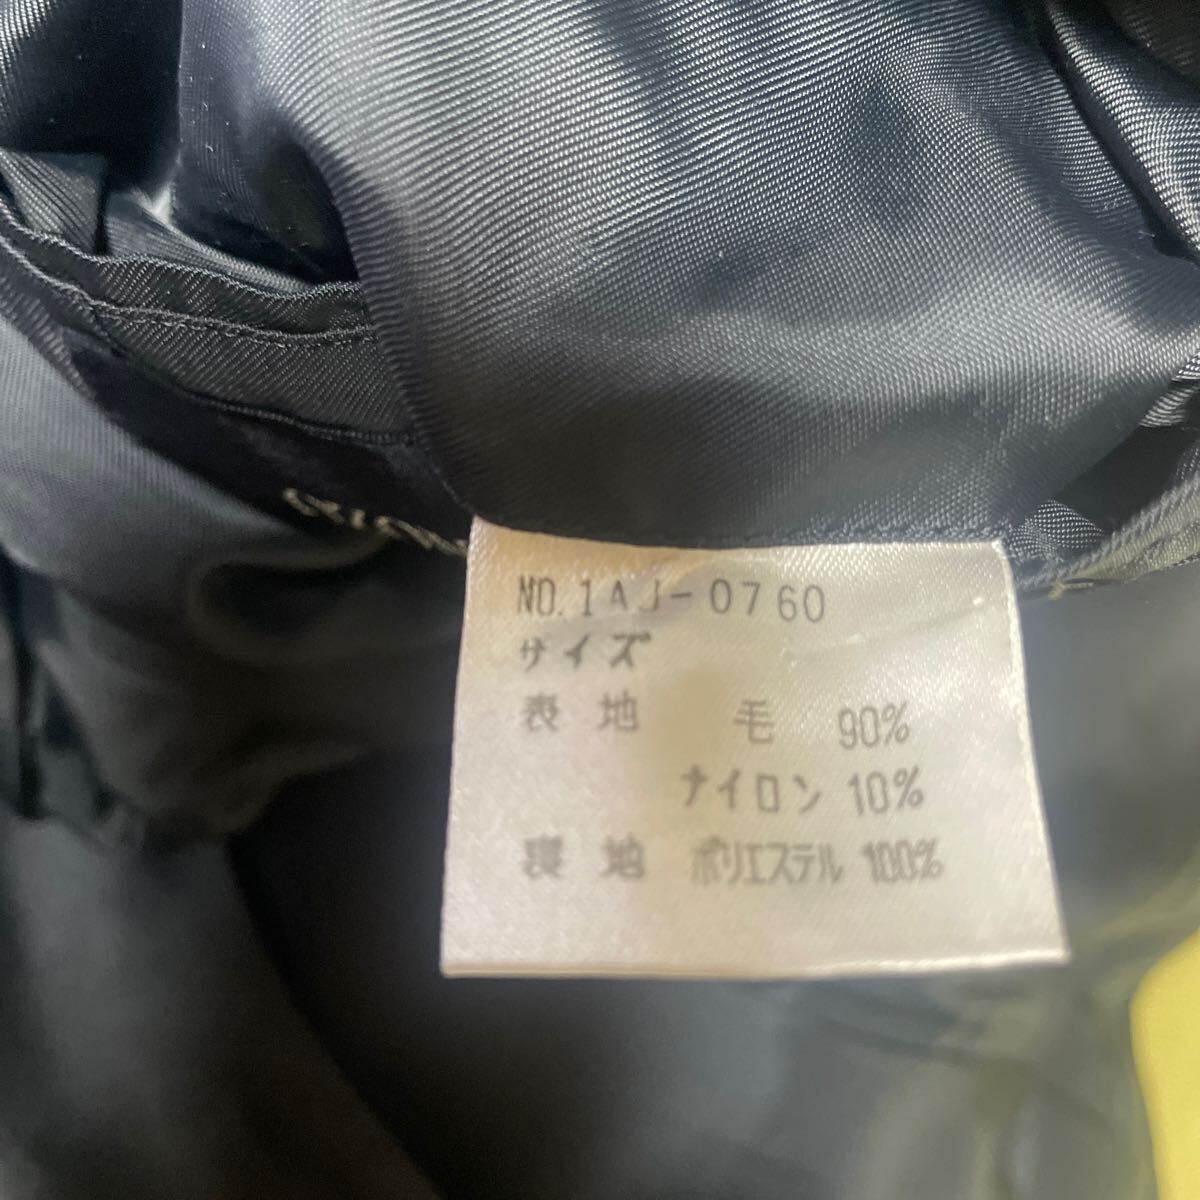 NO.1AJ-0760
サイズ
表 地 毛 90%
ナイロン 10%
裏 地 ポリエステル 100%